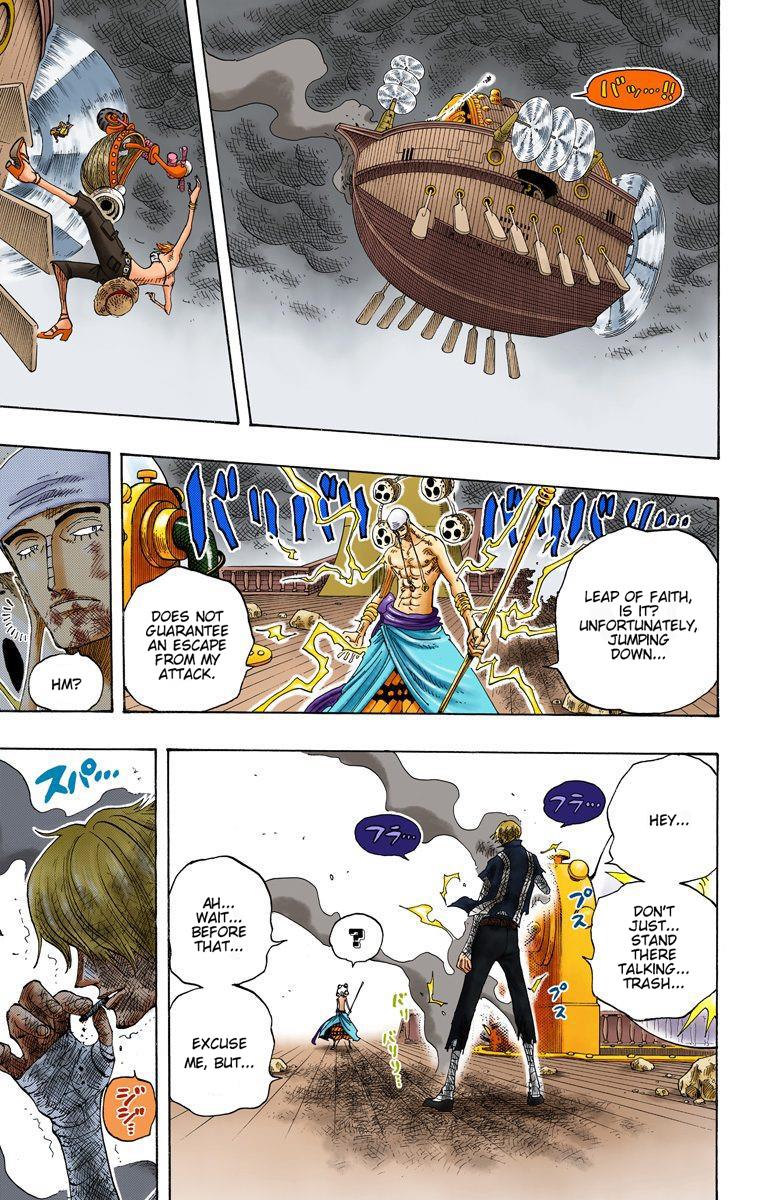 バッ…!!
バリバリバリ
バリバリ…
LEAP OF FAITH,
IS IT?
UNFORTUNATELY,
JUMPING
DOWN...
DOES NOT
GUARANTEE
AN ESCAPE
FROM MY
ATTACK.
HM?
HEY...
DON'T
JUST...
STAND
THERE
TALKING...
TRASH...
フラ…
フラ…
プス
プス
?
バリ
バリリ…
AH...
WAIT...
BEFORE
THAT...
EXCUSE
ME, BUT...
スパ…
ジジ…